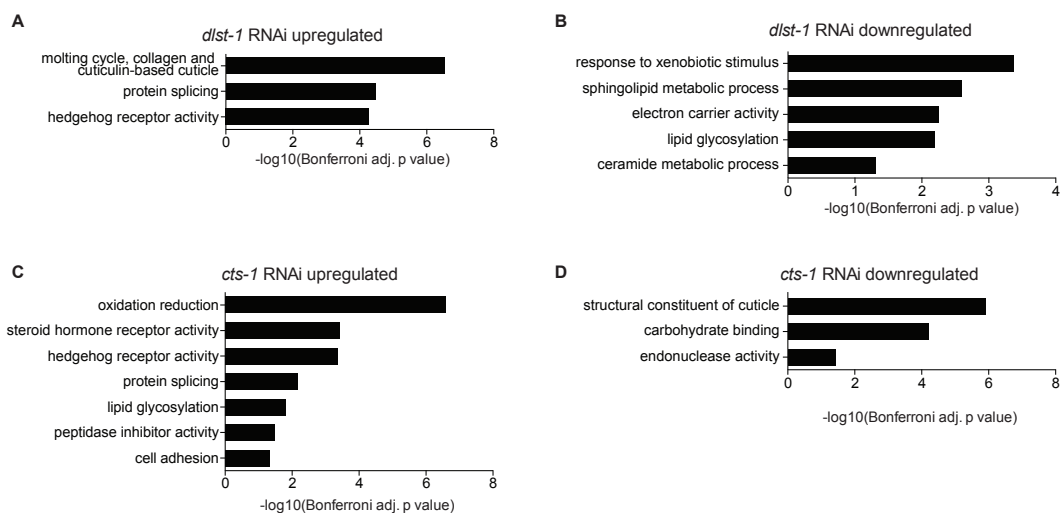 A
dlst-1 RNAi upregulated
molting cycle, collagen and
cuticulin-based cuticle
protein splicing
hedgehog receptor activity
0 2 4 6 8
-log10(Bonferroni adj. p value)
B
dlst-1 RNAi downregulated
response to xenobiotic stimulus
sphingolipid metabolic process
electron carrier activity
lipid glycosylation
ceramide metabolic process
0 1 2 3 4
-log10(Bonferroni adj. p value)
C
cts-1 RNAi upregulated
oxidation reduction
steroid hormone receptor activity
hedgehog receptor activity
protein splicing
lipid glycosylation
peptidase inhibitor activity
cell adhesion
0 2 4 6 8
-log10(Bonferroni adj. p value)
D
cts-1 RNAi downregulated
structural constituent of cuticle
carbohydrate binding
endonuclease activity
0 2 4 6 8
-log10(Bonferroni adj. p value)